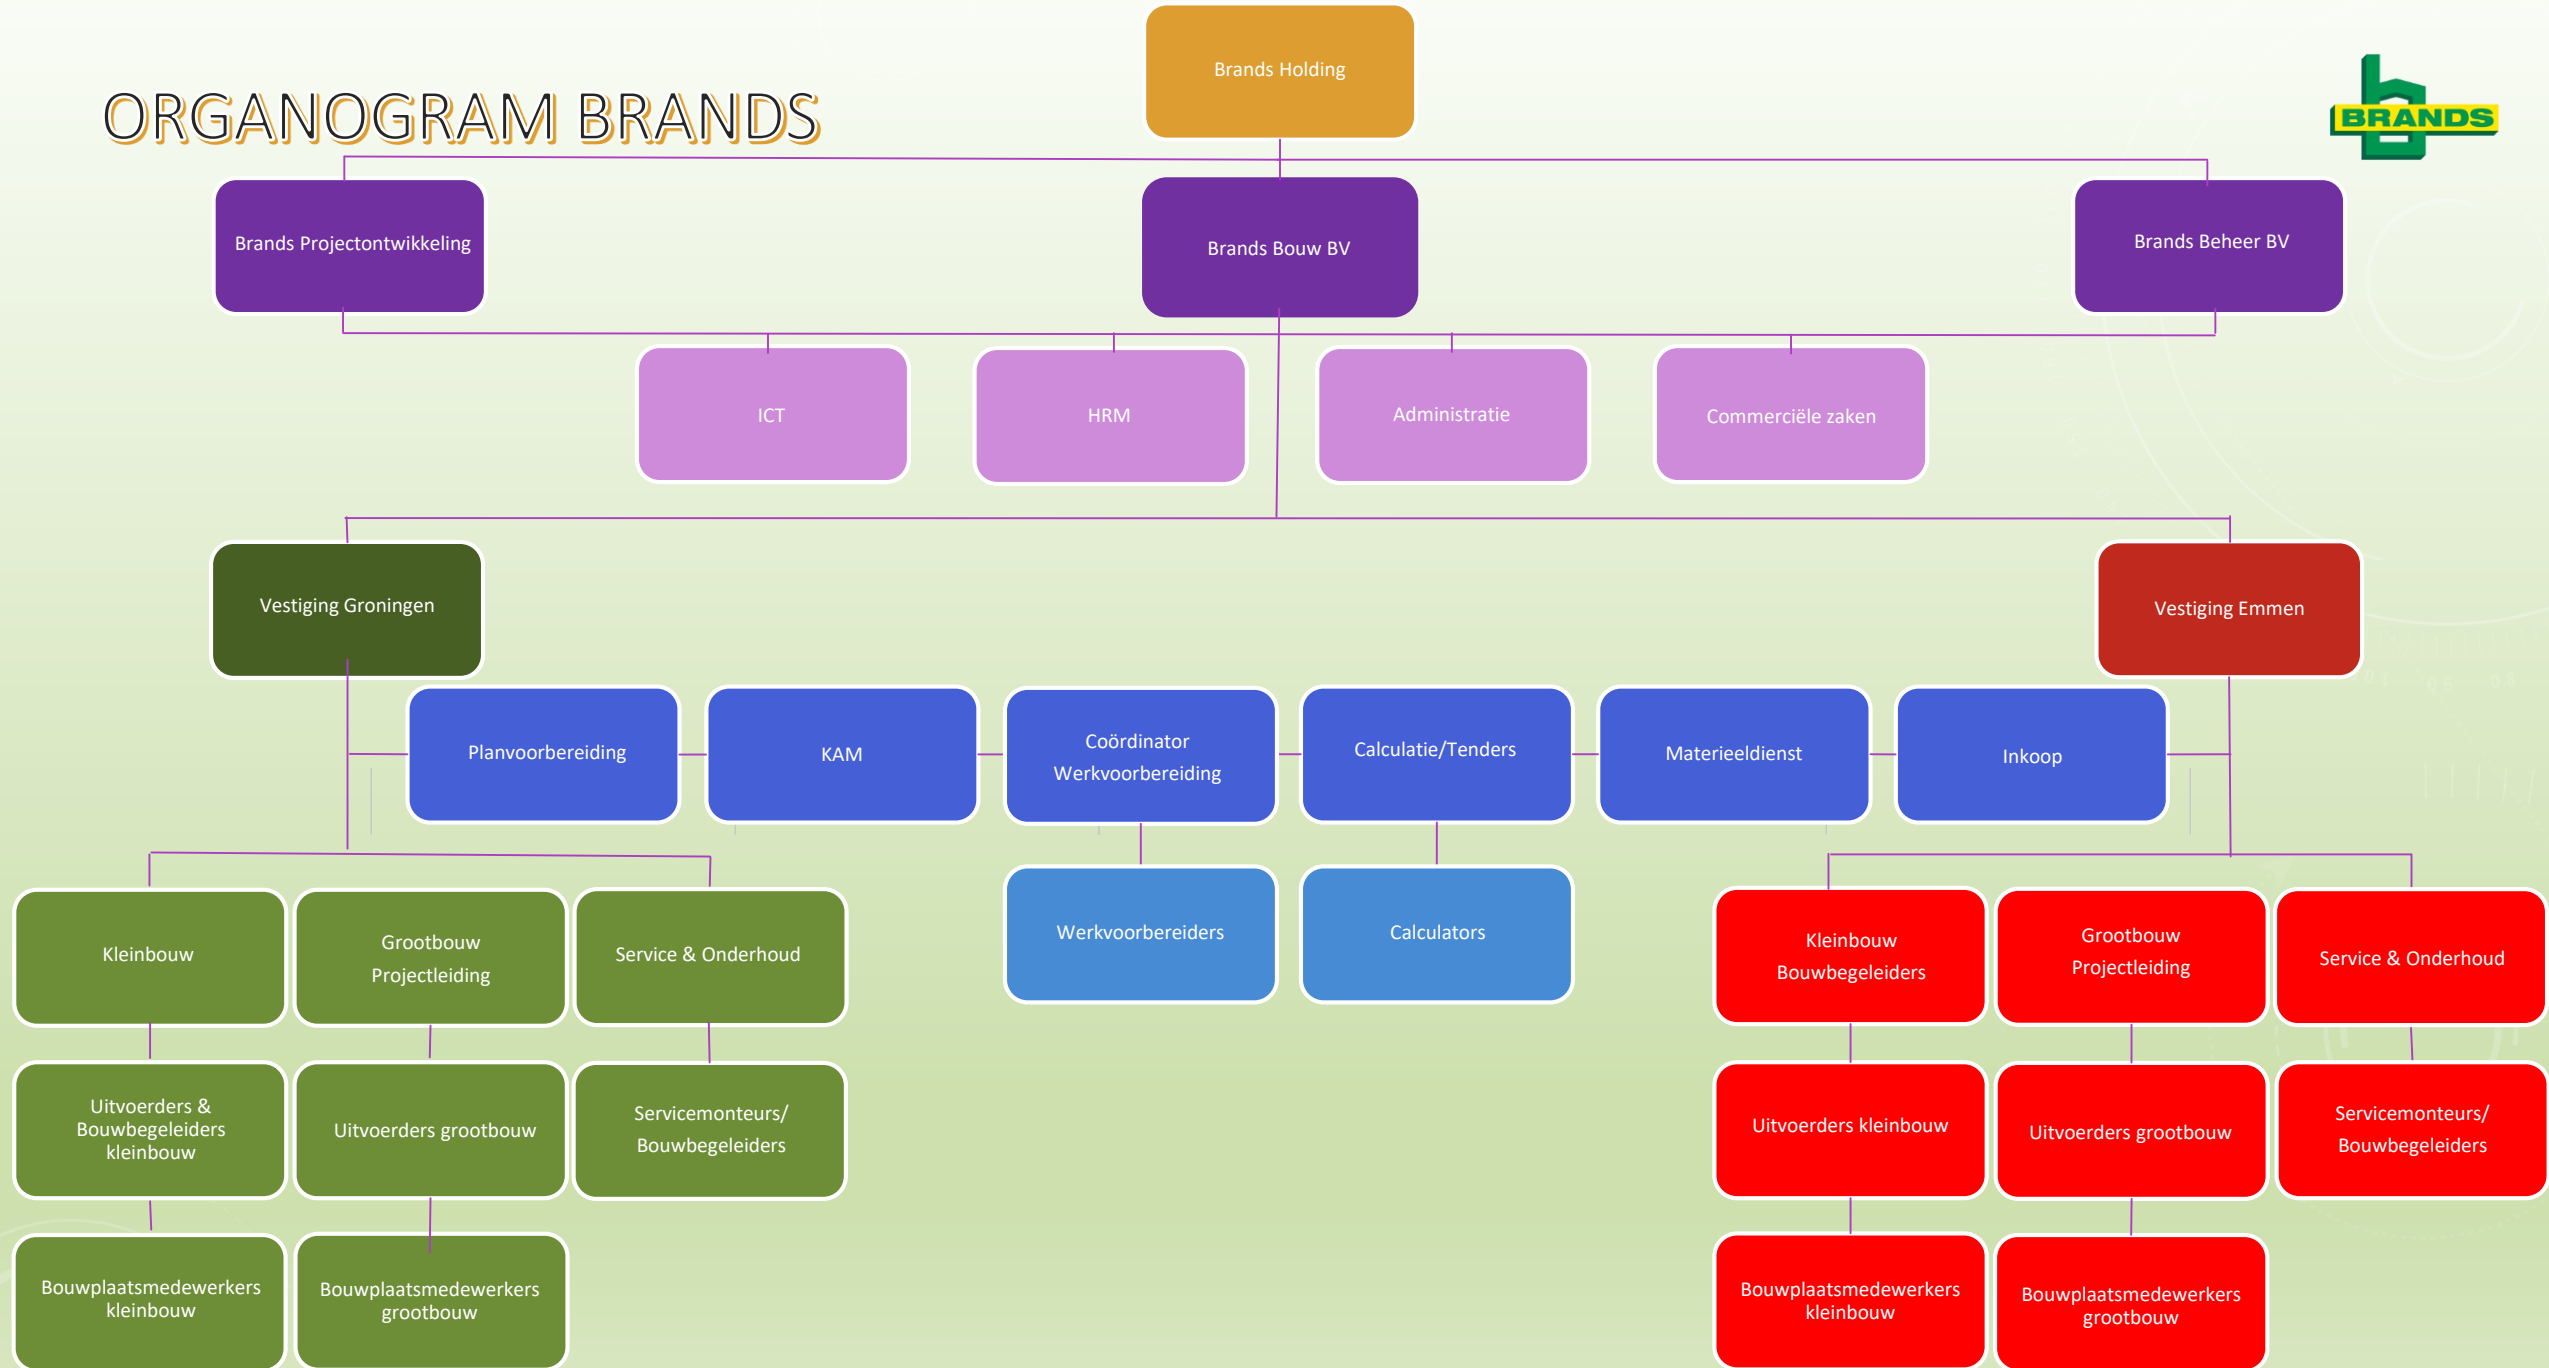 Brands Holding
ORGANOGRAM BRANDS
BRANDS
Brands Projectontwikkeling
Brands Bouw BV
Brands Beheer BV
ICT
HRM
Administratie
Commerciële zaken
Vestiging Groningen
Vestiging Emmen
Planvoorbereiding
KAM
Coördinator
Werkvoorbereiding
Calculatie/Tenders
Materieeldienst
Inkoop
Kleinbouw
Grootbouw
Projectleiding
Service & Onderhoud
Werkvoorbereiders
Calculators
Kleinbouw
Bouwbegeleiders
Grootbouw
Projectleiding
Service & Onderhoud
Uitvoerders &
Bouwbegeleiders
kleinbouw
Uitvoerders grootbouw
Servicemonteurs/
Bouwbegeleiders
Uitvoerders kleinbouw
Uitvoerders grootbouw
Servicemonteurs/
Bouwbegeleiders
Bouwplaatsmedewerkers
kleinbouw
Bouwplaatsmedewerkers
grootbouw
Bouwplaatsmedewerkers
kleinbouw
Bouwplaatsmedewerkers
grootbouw